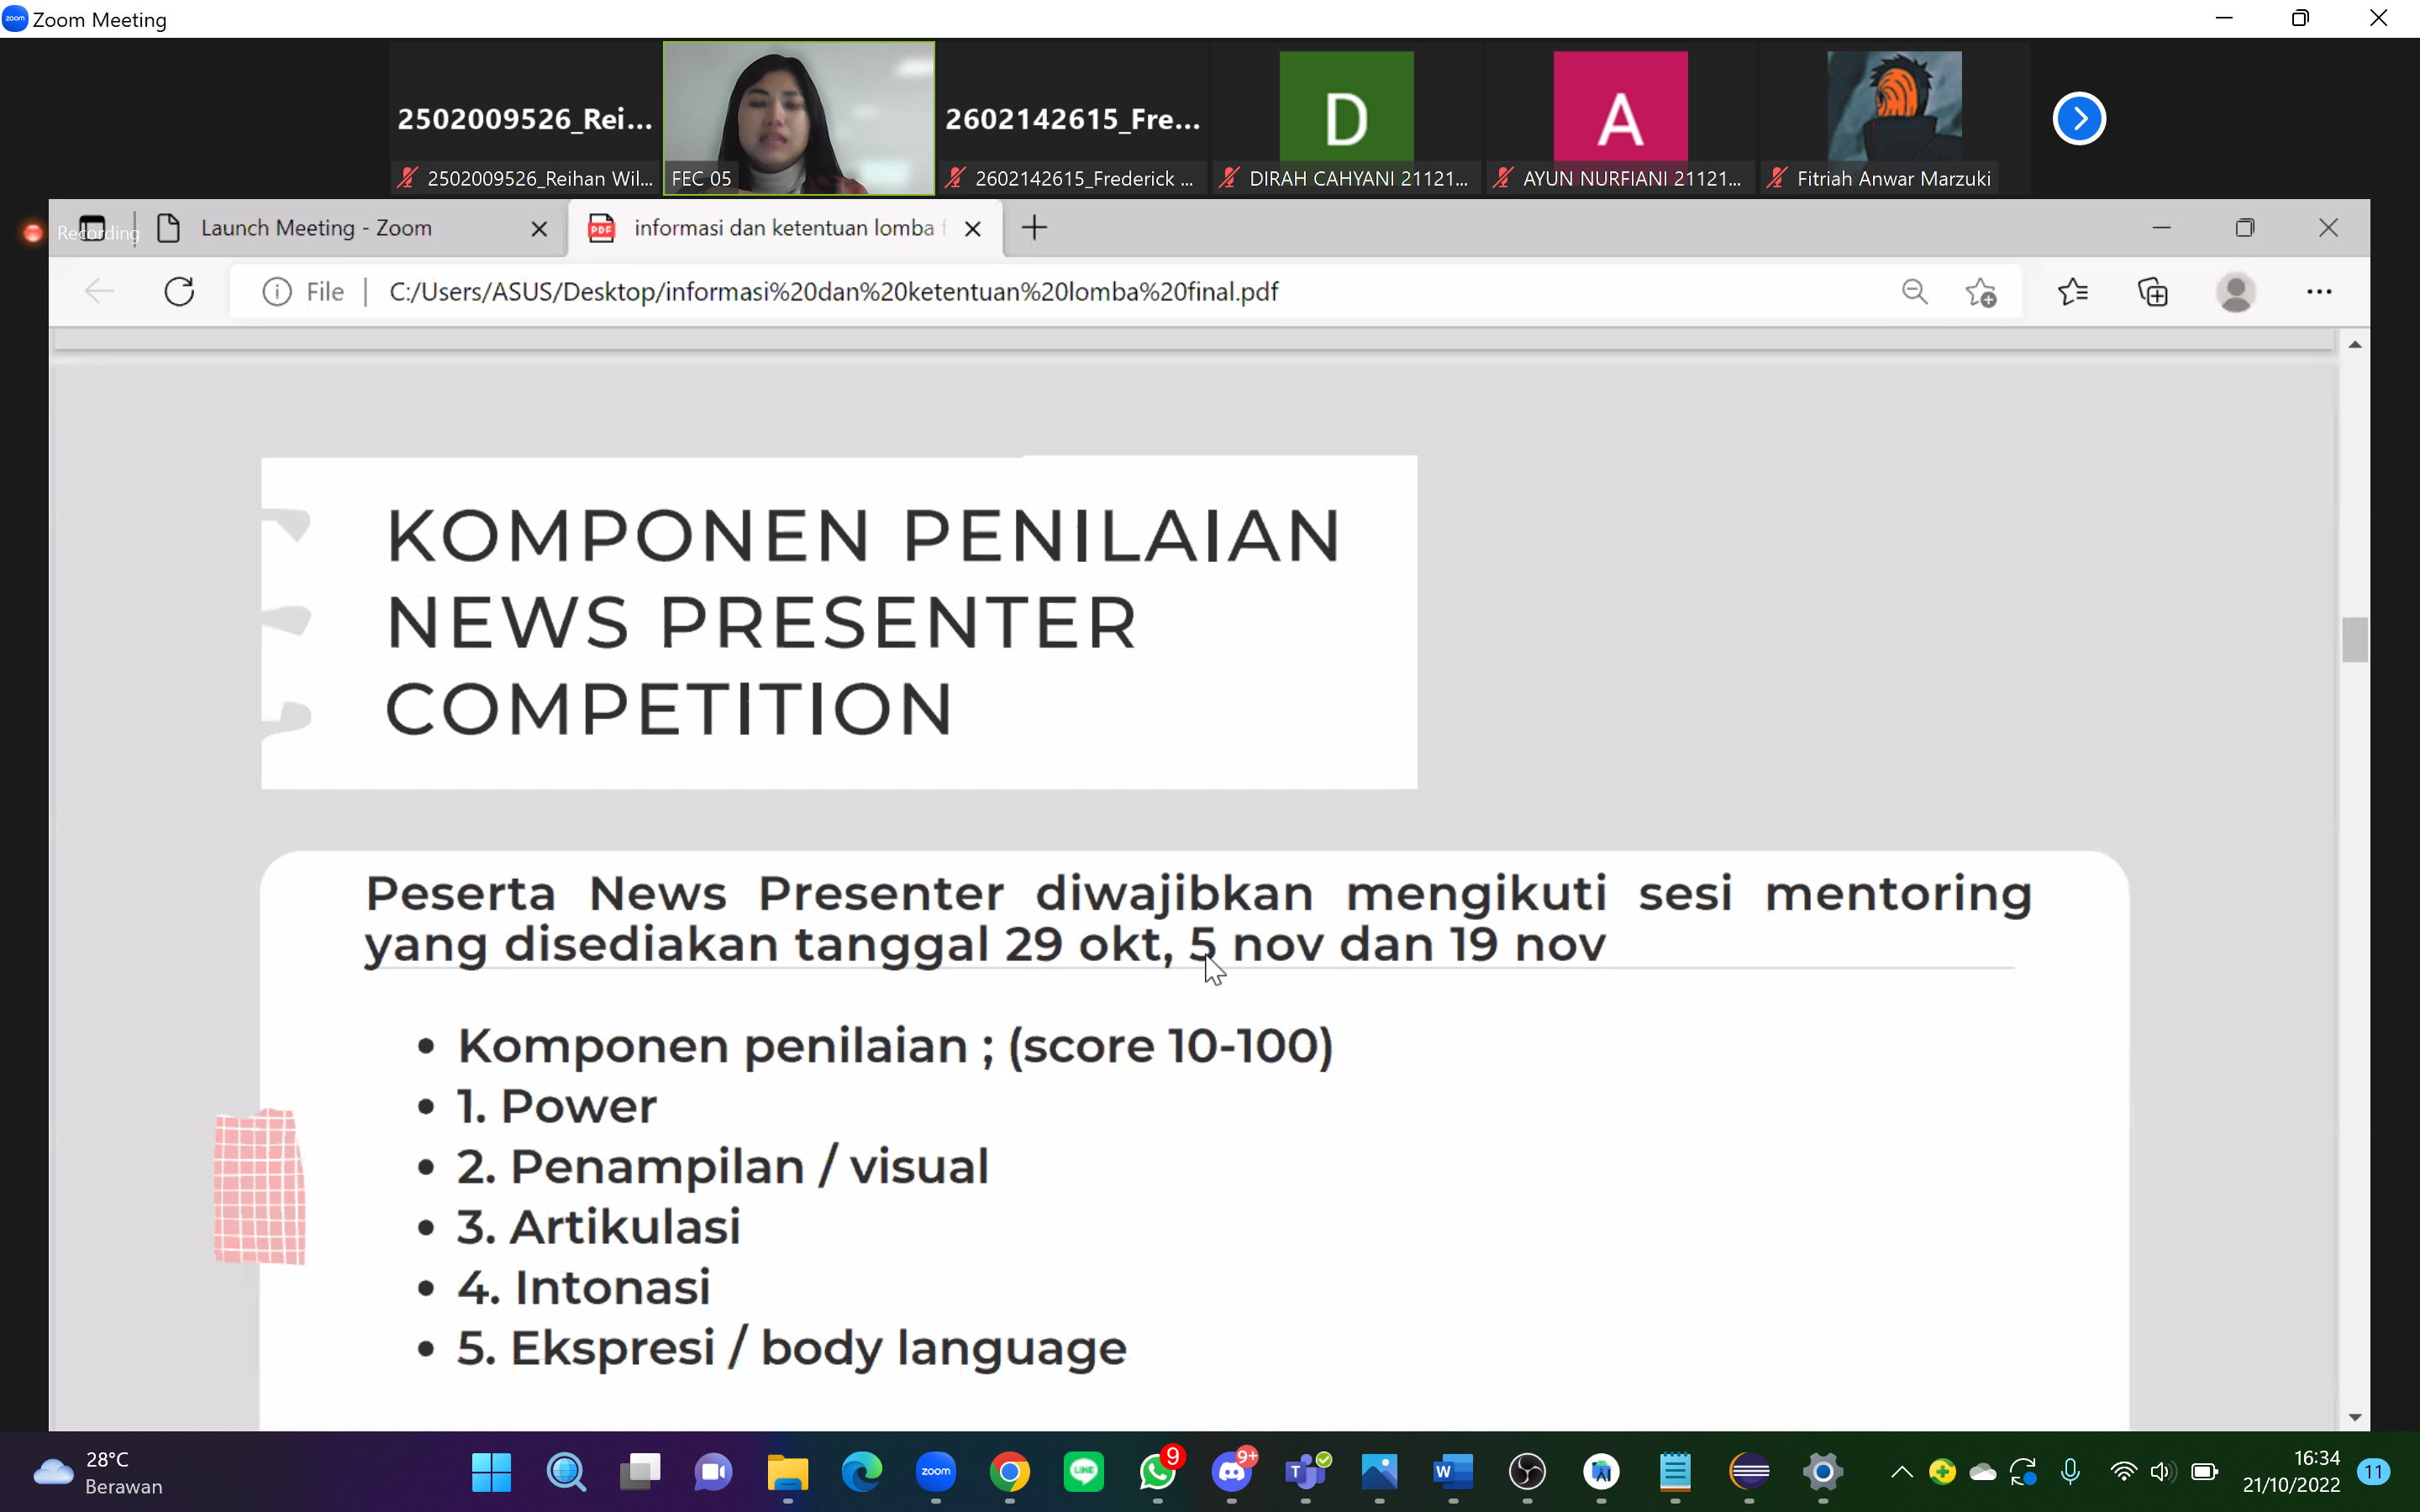 Zoom Meeting
2502009526_Rei...
2602142615_Fre...
D
A
2502009526_Reihan Wil...
FEC 05
2602142615_Frederick ...
DIRAH CAHYANI 21121...
AYUN NURFIANI 21121...
Fitriah Anwar Marzuki
Recording
Launch Meeting - Zoom
informasi dan ketentuan lomba f
File
C:/Users/ASUS/Desktop/informasi%20dan%20ketentuan%20lomba%20final.pdf
KOMPONEN PENILAIAN
NEWS PRESENTER
COMPETITION
Peserta News Presenter diwajibkan mengikuti sesi mentoring
yang disediakan tanggal 29 okt, 5 nov dan 19 nov
• Komponen penilaian ; (score 10-100)
• 1. Power
• 2. Penampilan / visual
• 3. Artikulasi
• 4. Intonasi
• 5. Ekspresi / body language
28°C
Berawan
zoom
LINE
9
9+
T
W
AI
16:34
21/10/2022
11